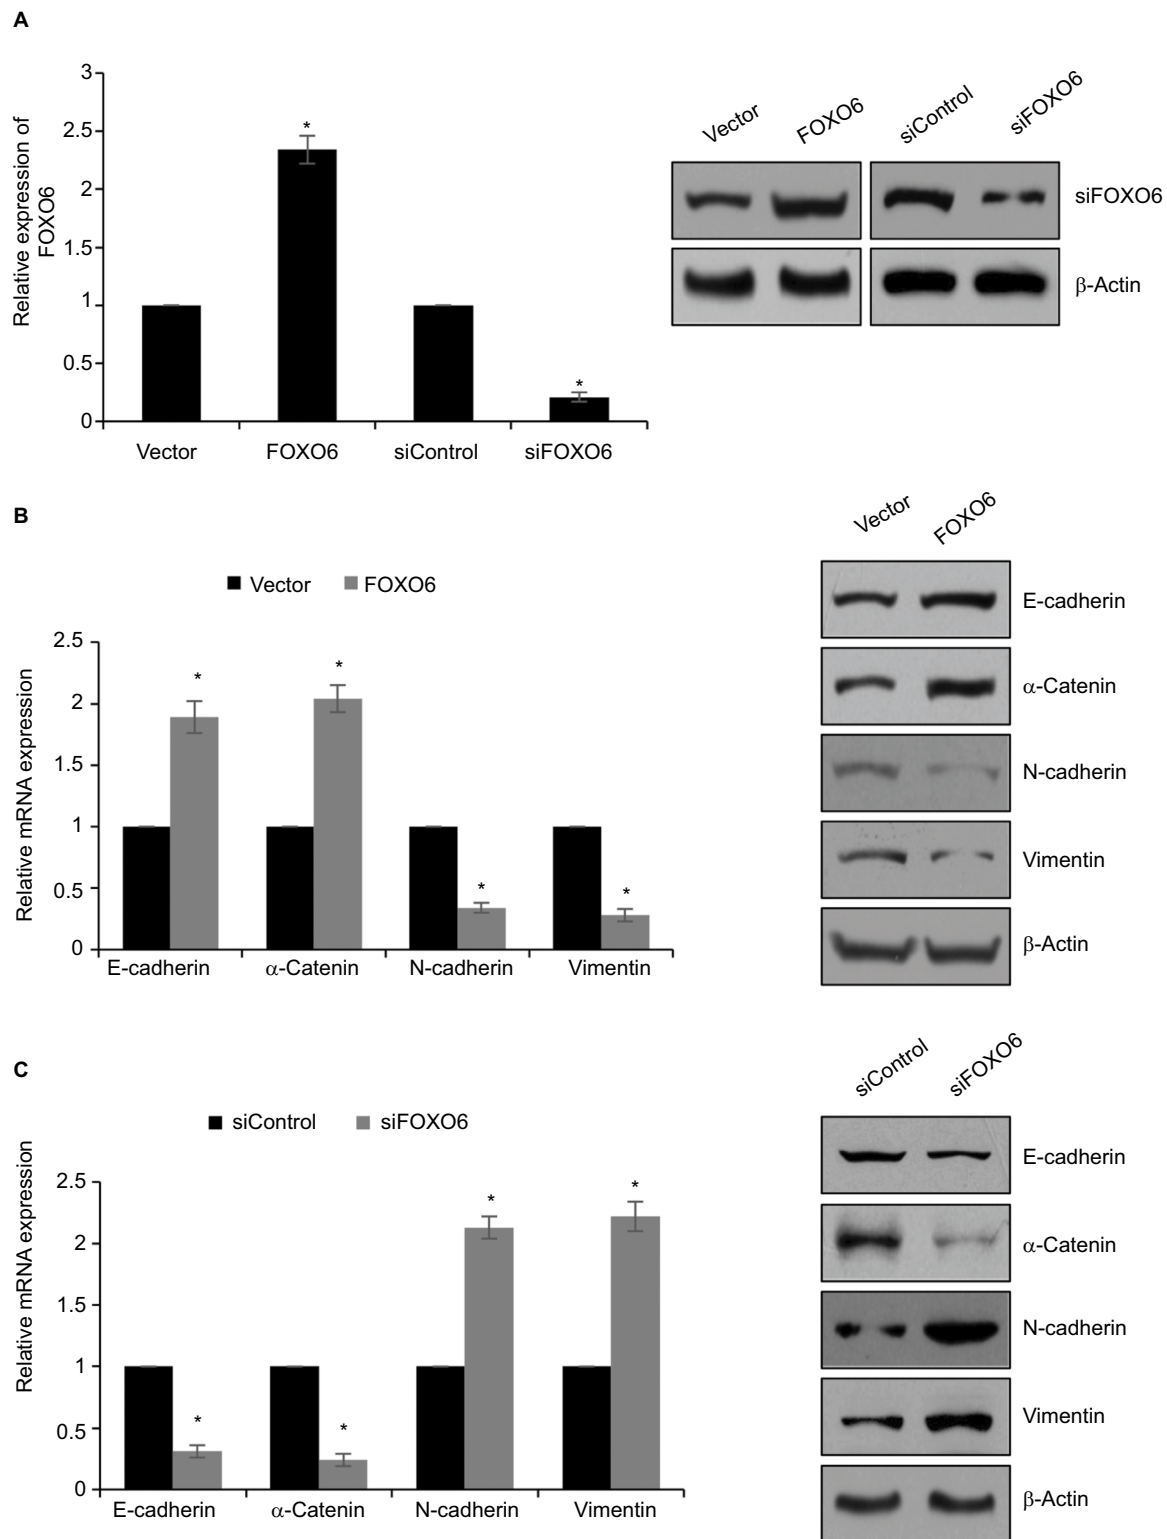 A
3
2.5
2
1.5
1
0.5
0
Relative expression of
FOXO6
*
*
Vector FOXO6 siControl siFOXO6
Vector FOXO6 siControl siFOXO6
siFOXO6
β-Actin
B
Vector FOXO6
2.5
2
1.5
1
0.5
0
Relative mRNA expression
*
*
*
*
E-cadherin α-Catenin N-cadherin Vimentin
Vector FOXO6
E-cadherin
α-Catenin
N-cadherin
Vimentin
β-Actin
C
siControl siFOXO6
2.5
2
1.5
1
0.5
0
Relative mRNA expression
*
*
*
*
E-cadherin α-Catenin N-cadherin Vimentin
siControl siFOXO6
E-cadherin
α-Catenin
N-cadherin
Vimentin
β-Actin